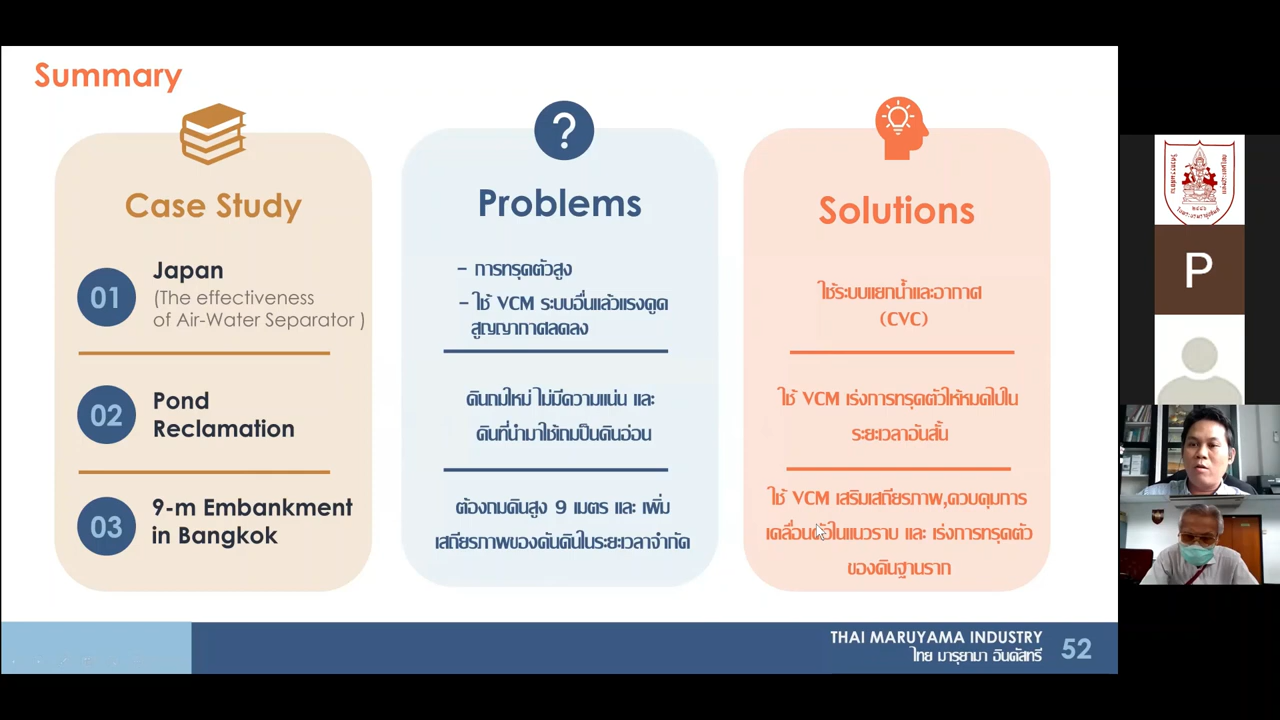 Summary
Case Study
01
Japan
(The effectiveness
of Air-Water Separator )
02
Pond
Reclamation
03
9-m Embankment
in Bangkok
?
Problems
- การทรุดตัวสูง
- ใช้ VCM ระบบอื่นแล้วแรงดูด
สูญญากาศลดลง
ดินถมใหม่ ไม่มีความแน่น และ
ดินที่นำมาใช้ถมป็นดินอ่อน
ต้องถมดินสูง 9 เมตร และ เพิ่ม
เสถียรภาพของคันดินในระยะเวลาจำกัด
Solutions
ใช้ระบบแยกน้ำและอากาศ
(CVC)
ใช้ VCM เร่งการทรุดตัวให้หมดไปใน
ระยะเวลาอันสั้น
ใช้ VCM เสริมเสถียรภาพ,ควบคุมการ
เคลื่อนตัวในแนวราบ และ เร่งการทรุดตัว
ของดินฐานราก
THAI MARUYAMA INDUSTRY
ไทย มารุยามา อินดัสทรี
52
P